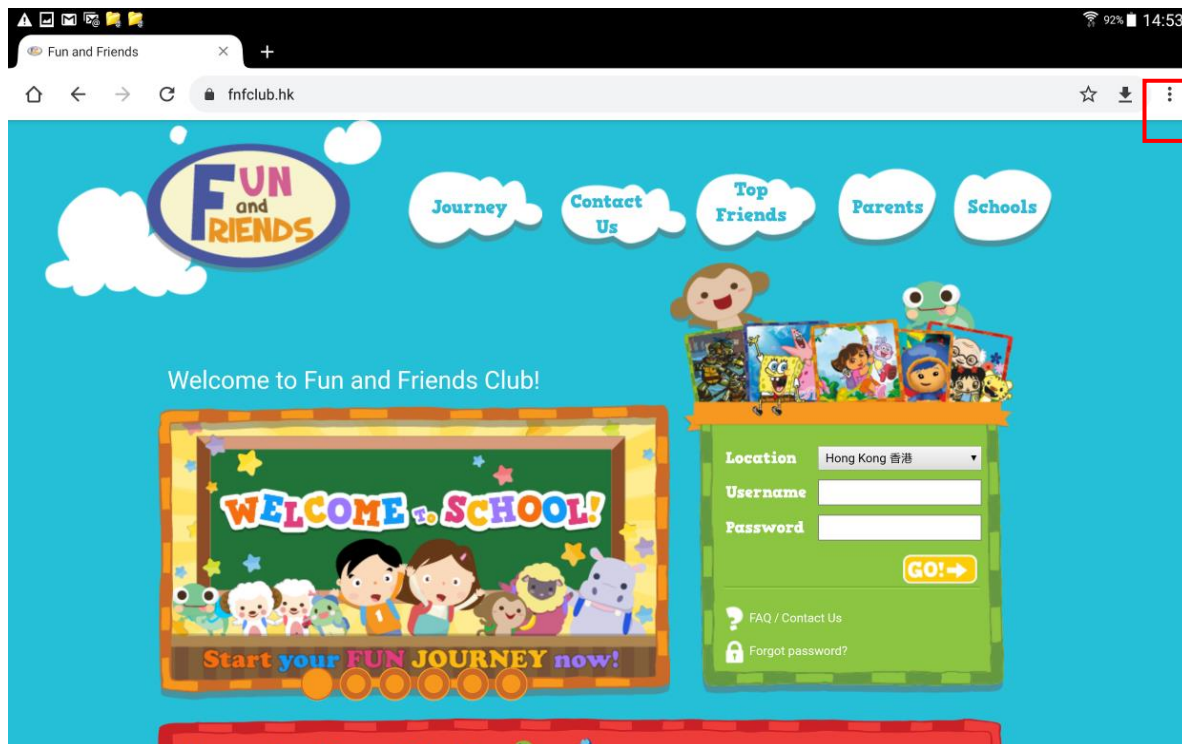 92% 14:53
Fun and Friends
fnfclub.hk
FUN
and
FRIENDS
Journey
Contact
Us
Top
Friends
Parents
Schools
Welcome to Fun and Friends Club!
WELCOME TO SCHOOL!
Start your FUN JOURNEY now!
Location Hong Kong 香港
Username
Password
GO!
FAQ / Contact Us
Forgot password?